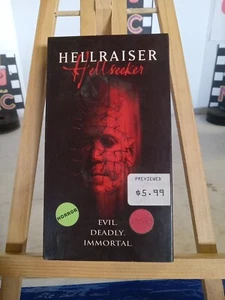 HELLRAISER
Hellseeker
PREVIEWED
$5.99
HORROR
EVIL.
DEADLY.
IMMORTAL.